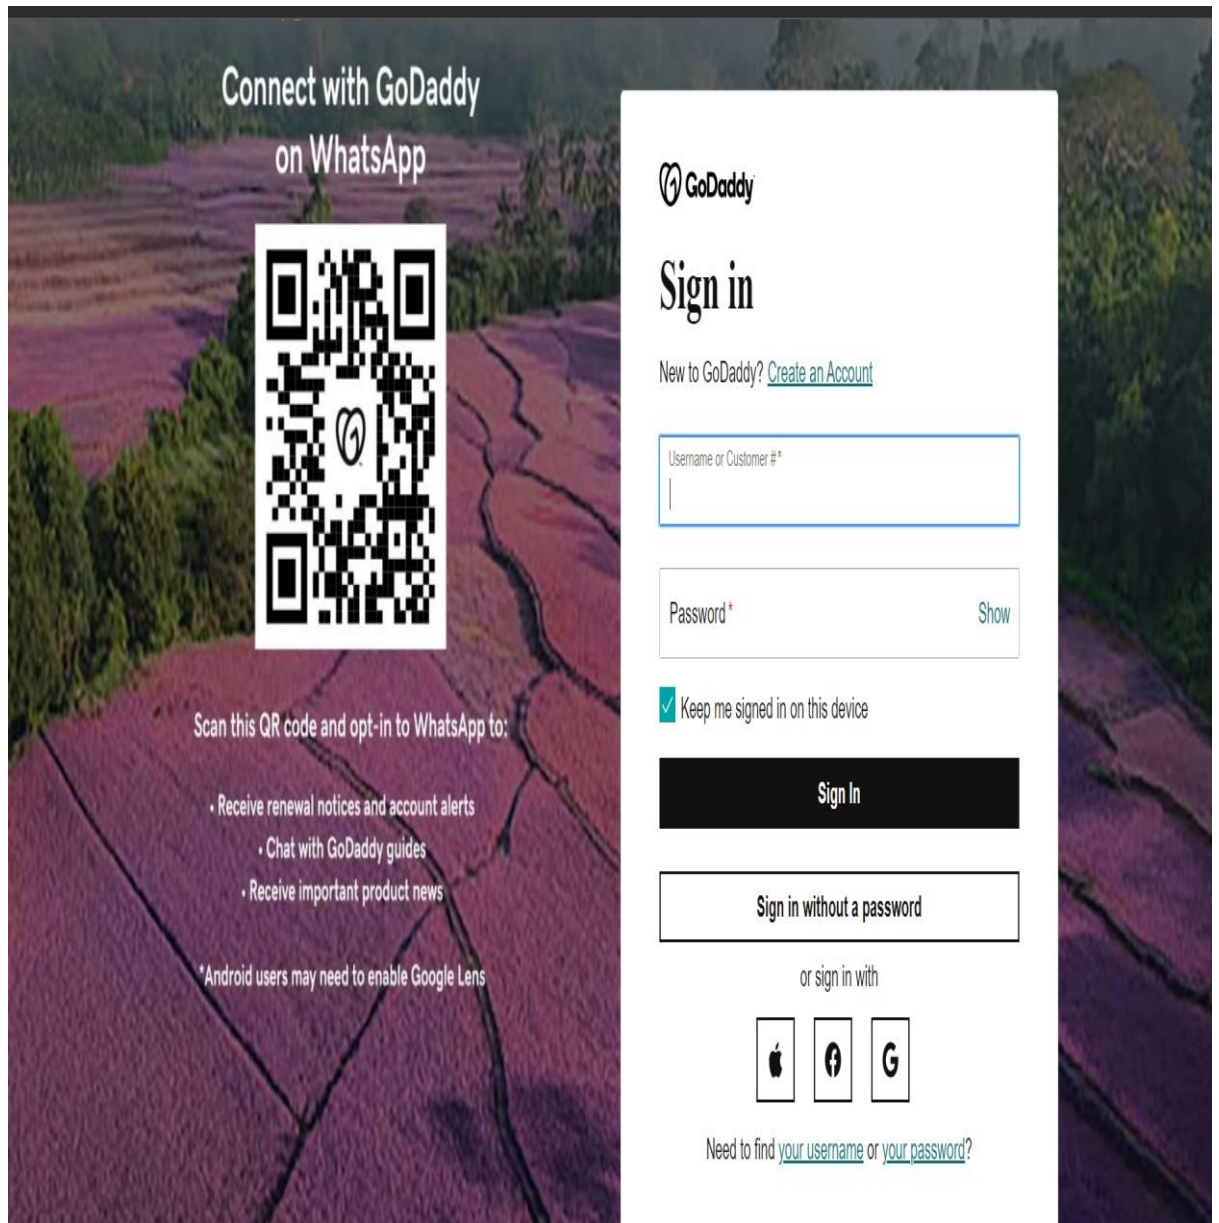 Connect with GoDaddy
on WhatsApp
Scan this QR code and opt-in to WhatsApp to:
• Receive renewal notices and account alerts
• Chat with GoDaddy guides
• Receive important product news
*Android users may need to enable Google Lens
GoDaddy
Sign in
New to GoDaddy? Create an Account
Username or Customer # *
Password * Show
Keep me signed in on this device
Sign In
Sign in without a password
or sign in with
Need to find your username or your password?